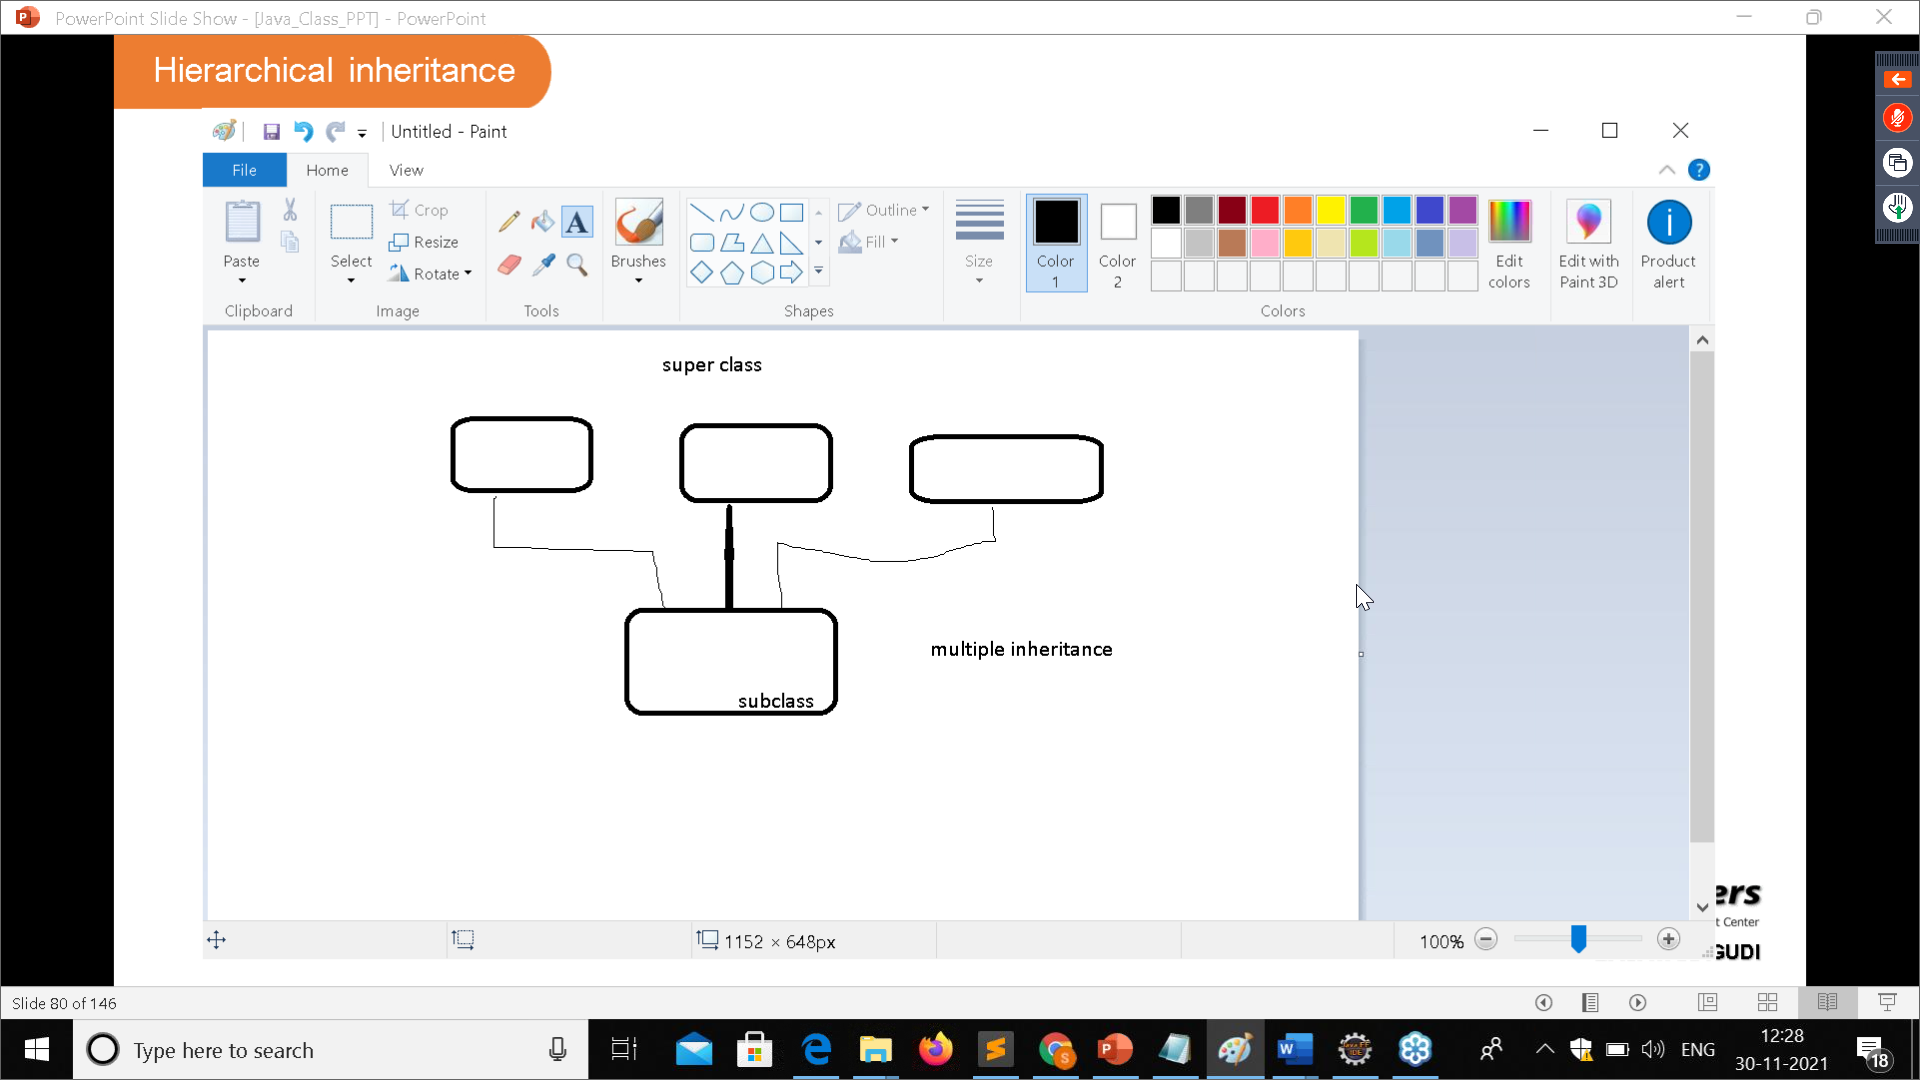 PowerPoint Slide Show - [Java_Class_PPT] - PowerPoint
Hierarchical inheritance
Untitled - Paint
File Home View
Paste
Clipboard
Select
Crop
Resize
Rotate
Image
A
Tools
Brushes
Shapes
Outline
Fill
Size
Color 1
Color 2
Colors
Edit colors
Edit with Paint 3D
Product alert
super class
multiple inheritance
subclass
ers
t Center
GUDI
1152 × 648px
100%
Slide 80 of 146
Type here to search
ENG
12:28
30-11-2021
18